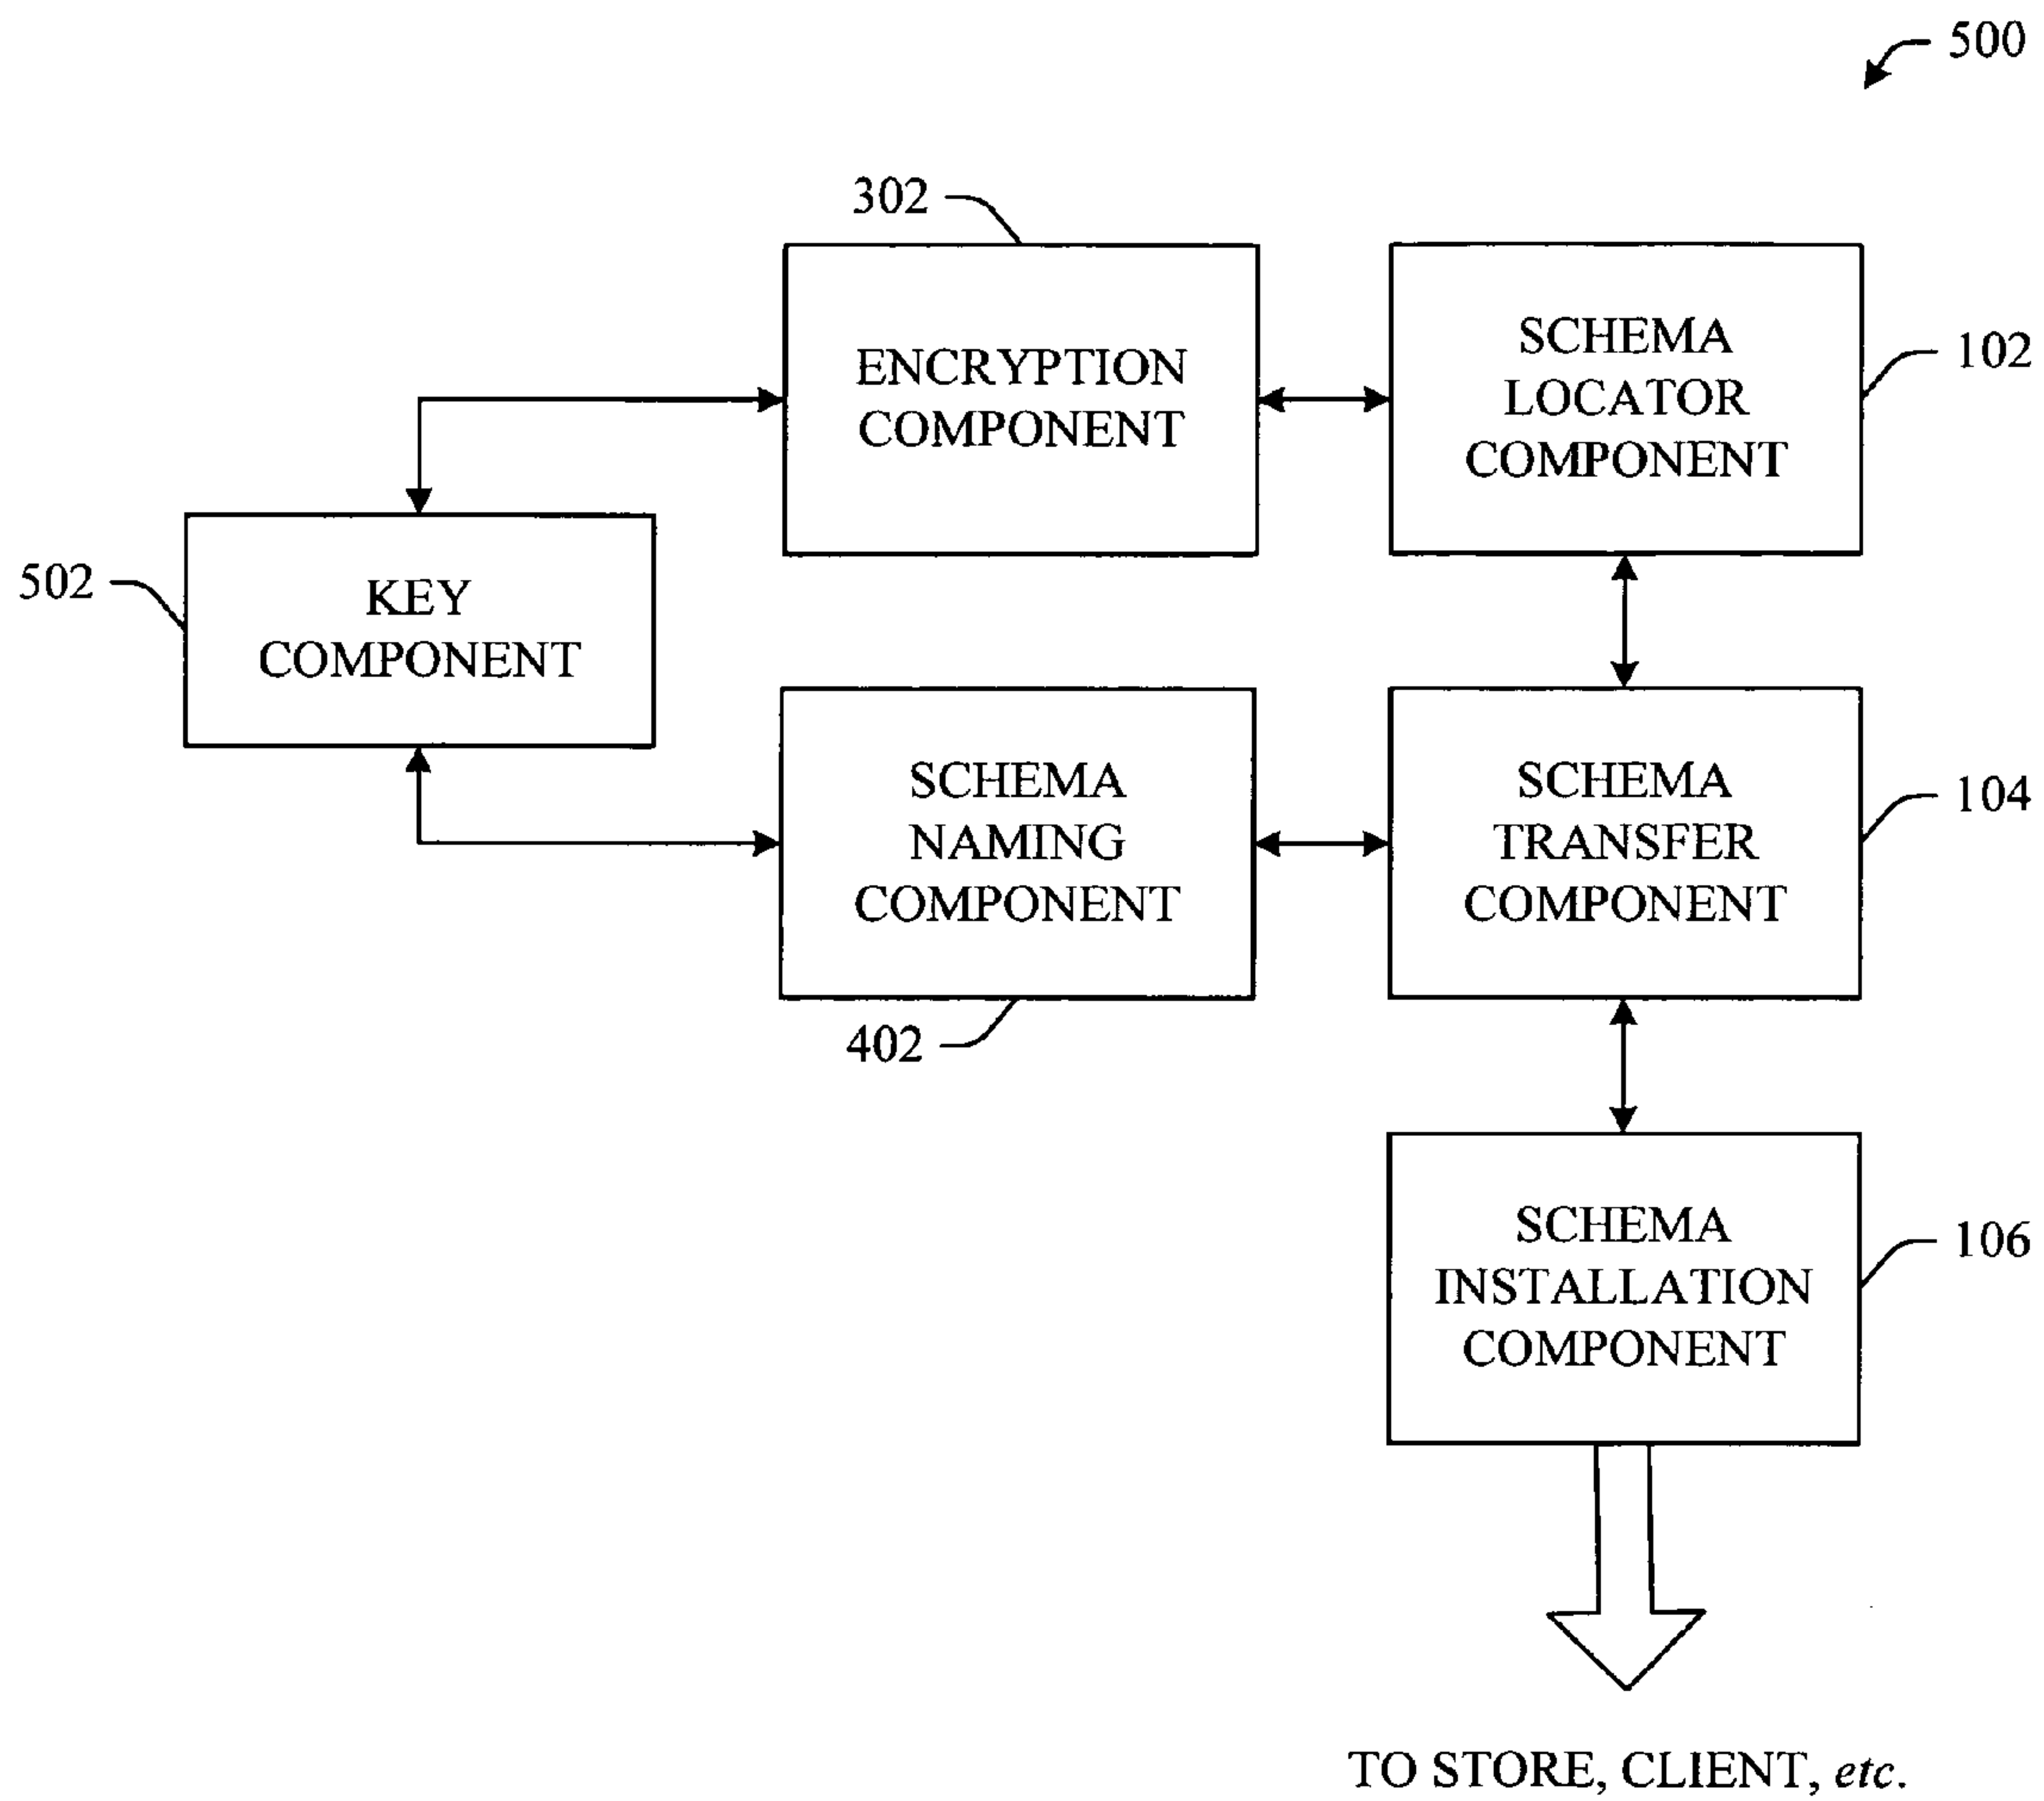 500
302
ENCRYPTION
COMPONENT
SCHEMA
LOCATOR
COMPONENT
102
502
KEY
COMPONENT
SCHEMA
NAMING
COMPONENT
402
SCHEMA
TRANSFER
COMPONENT
104
SCHEMA
INSTALLATION
COMPONENT
106
TO STORE, CLIENT, etc.